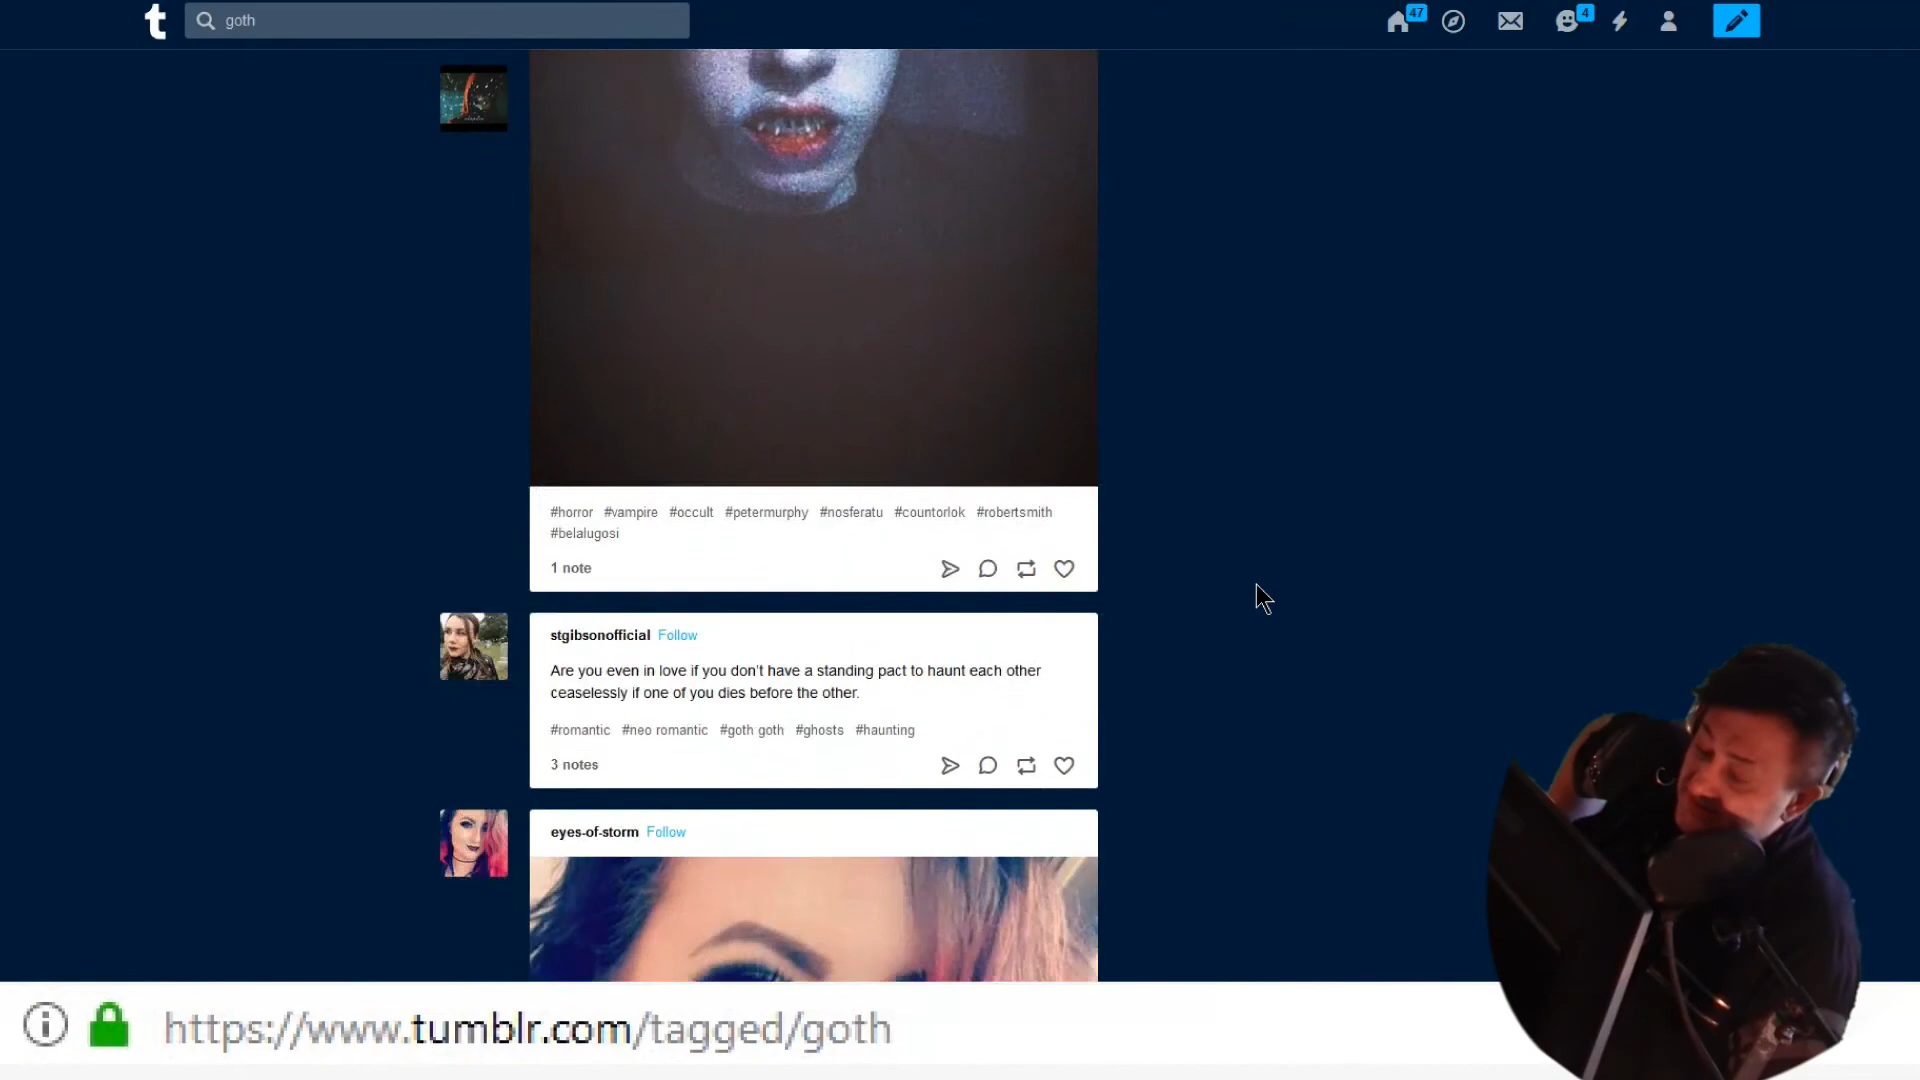 t
goth
47
4
#horror #vampire #occult #petermurphy #nosferatu #countorlok #robertsmith
#belalugosi
1 note
stgibsonofficial Follow
Are you even in love if you don't have a standing pact to haunt each other
ceaselessly if one of you dies before the other.
#romantic #neo romantic #goth goth #ghosts #haunting
3 notes
eyes-of-storm Follow
https://www.tumblr.com/tagged/goth